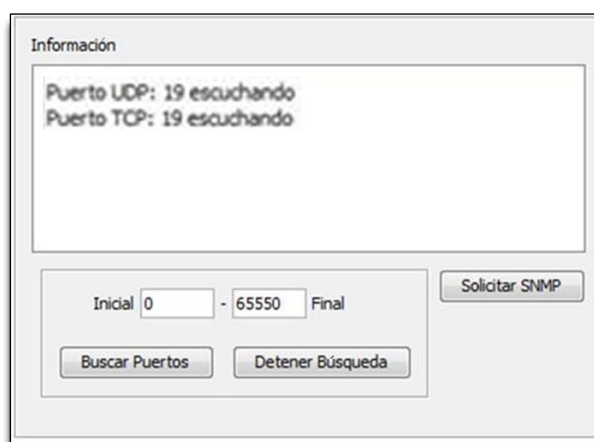 Información
Puerto UDP: 19 escuchando
Puerto TCP: 19 escuchando
Solicitar SNMP
Inicial 0 - 65550 Final
Buscar Puertos Detener Búsqueda